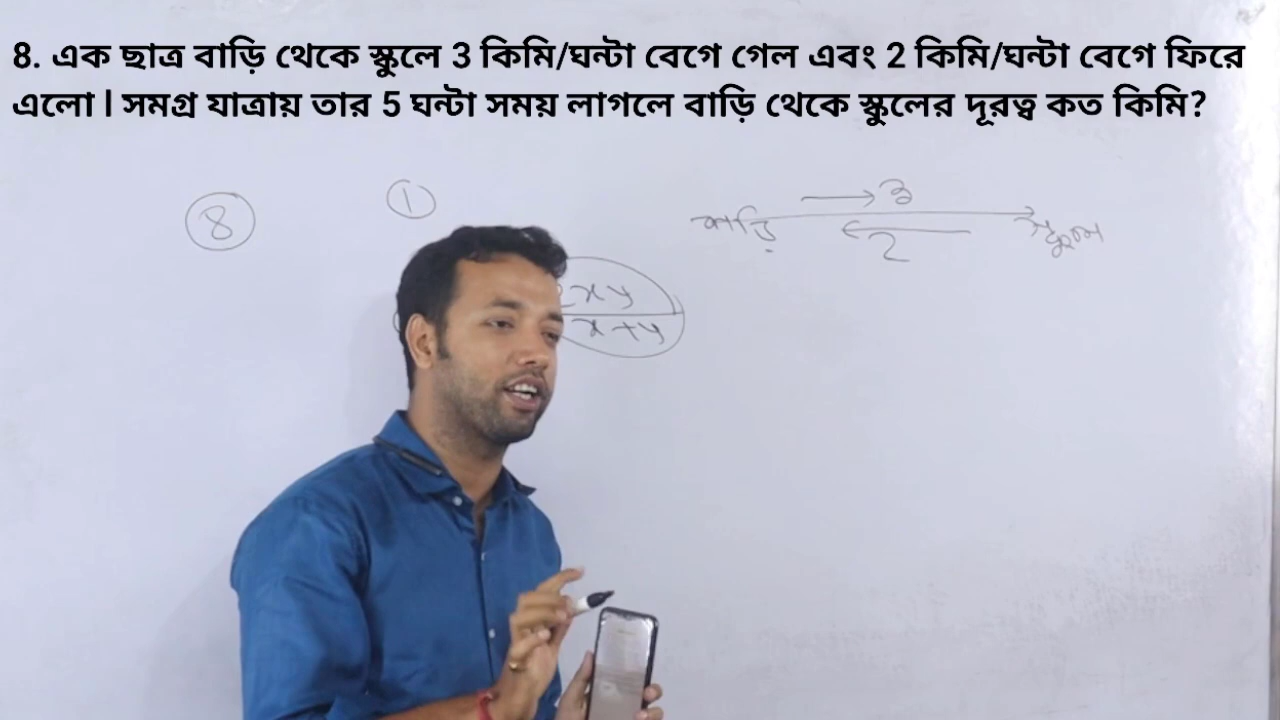 8. এক ছাত্র বাড়ি থেকে স্কুলে 3 কিমি/ঘন্টা বেগে গেল এবং 2 কিমি/ঘন্টা বেগে ফিরে
এলো l সমগ্র যাত্রায় তার 5 ঘন্টা সময় লাগলে বাড়ি থেকে স্কুলের দূরত্ব কত কিমি?
8
1
3
বাড়ি
স্কুল
2
2xy
x+y